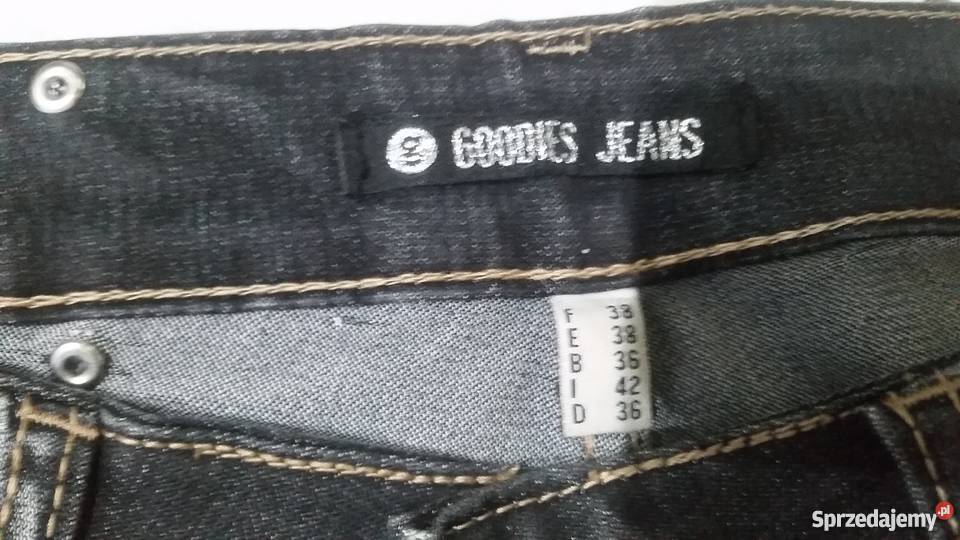 GOODIES JEANS
F 38
E 38
B 36
I 42
D 36
Sprzedajemy.pl